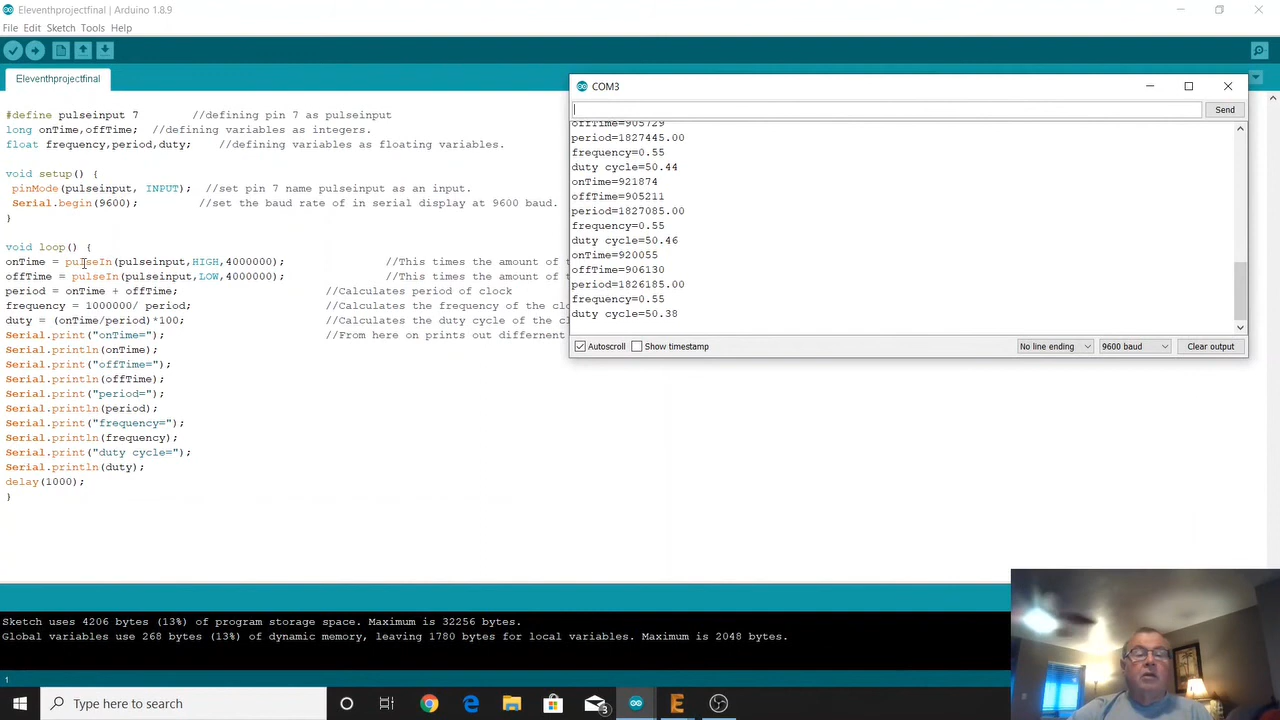 Eleventhprojectfinal | Arduino 1.8.9
File Edit Sketch Tools Help
Eleventhprojectfinal
#define pulseinput 7 //defining pin 7 as pulseinput
long onTime,offTime; //defining variables as integers.
float frequency,period,duty; //defining variables as floating variables.
void setup() {
pinMode(pulseinput, INPUT); //set pin 7 name pulseinput as an input.
Serial.begin(9600); //set the baud rate of in serial display at 9600 baud.
}
void loop() {
onTime = pulseIn(pulseinput,HIGH,4000000); //This times the amount of t
offTime = pulseIn(pulseinput,LOW,4000000); //This times the amount of t
period = onTime + offTime; //Calculates period of clock
frequency = 1000000/ period; //Calculates the frequency of the clo
duty = (onTime/period)*100; //Calculates the duty cycle of the cl
Serial.print("onTime="); //From here on prints out differnent
Serial.println(onTime);
Serial.print("offTime=");
Serial.println(offTime);
Serial.print("period=");
Serial.println(period);
Serial.print("frequency=");
Serial.println(frequency);
Serial.print("duty cycle=");
Serial.println(duty);
delay(1000);
}
COM3
Send
offTime=905729
period=1827445.00
frequency=0.55
duty cycle=50.44
onTime=921874
offTime=905211
period=1827085.00
frequency=0.55
duty cycle=50.46
onTime=920055
offTime=906130
period=1826185.00
frequency=0.55
duty cycle=50.38
Autoscroll Show timestamp No line ending 9600 baud Clear output
Sketch uses 4206 bytes (13%) of program storage space. Maximum is 32256 bytes.
Global variables use 268 bytes (13%) of dynamic memory, leaving 1780 bytes for local variables. Maximum is 2048 bytes.
1
Type here to search
3